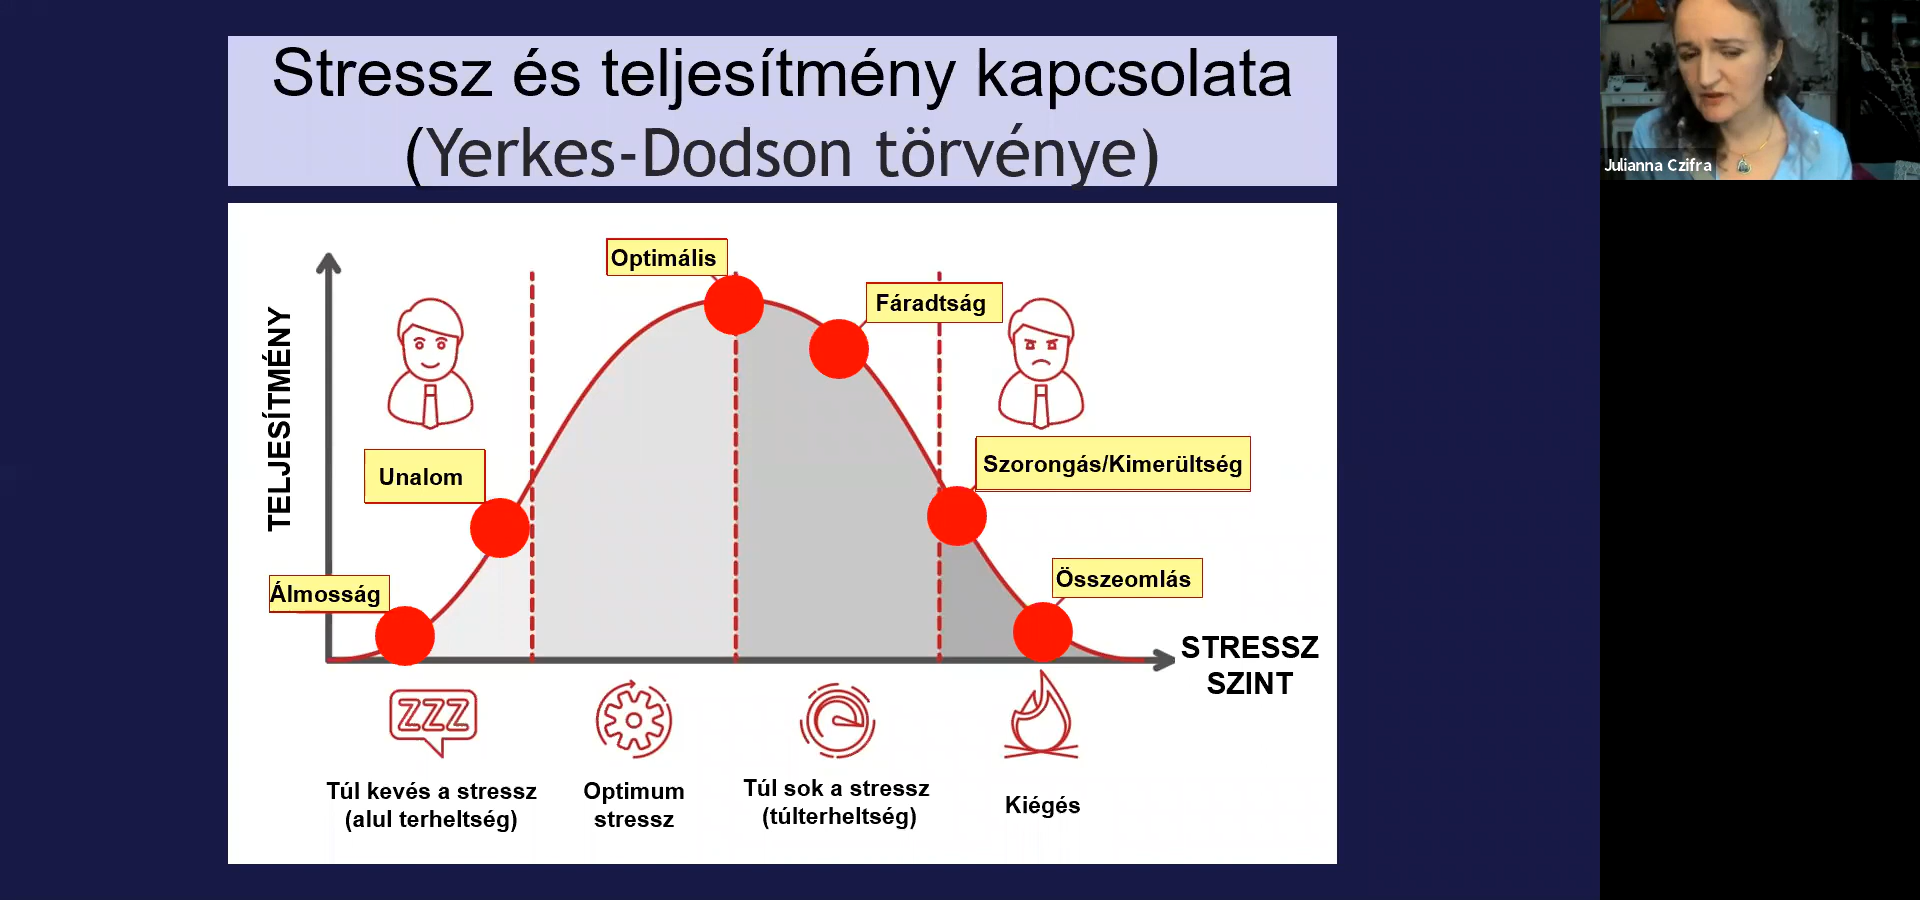 Stressz és teljesítmény kapcsolata
(Yerkes-Dodson törvénye)
Julianna Czifra
Optimális
Fáradtság
TELJESÍTMÉNY
Unalom
Szorongás/Kimerültség
Álmosság
Összeomlás
STRESSZ
SZINT
ZZZ
Túl kevés a stressz
(alul terheltség)
Optimum
stressz
Túl sok a stressz
(túlterheltség)
Kiégés